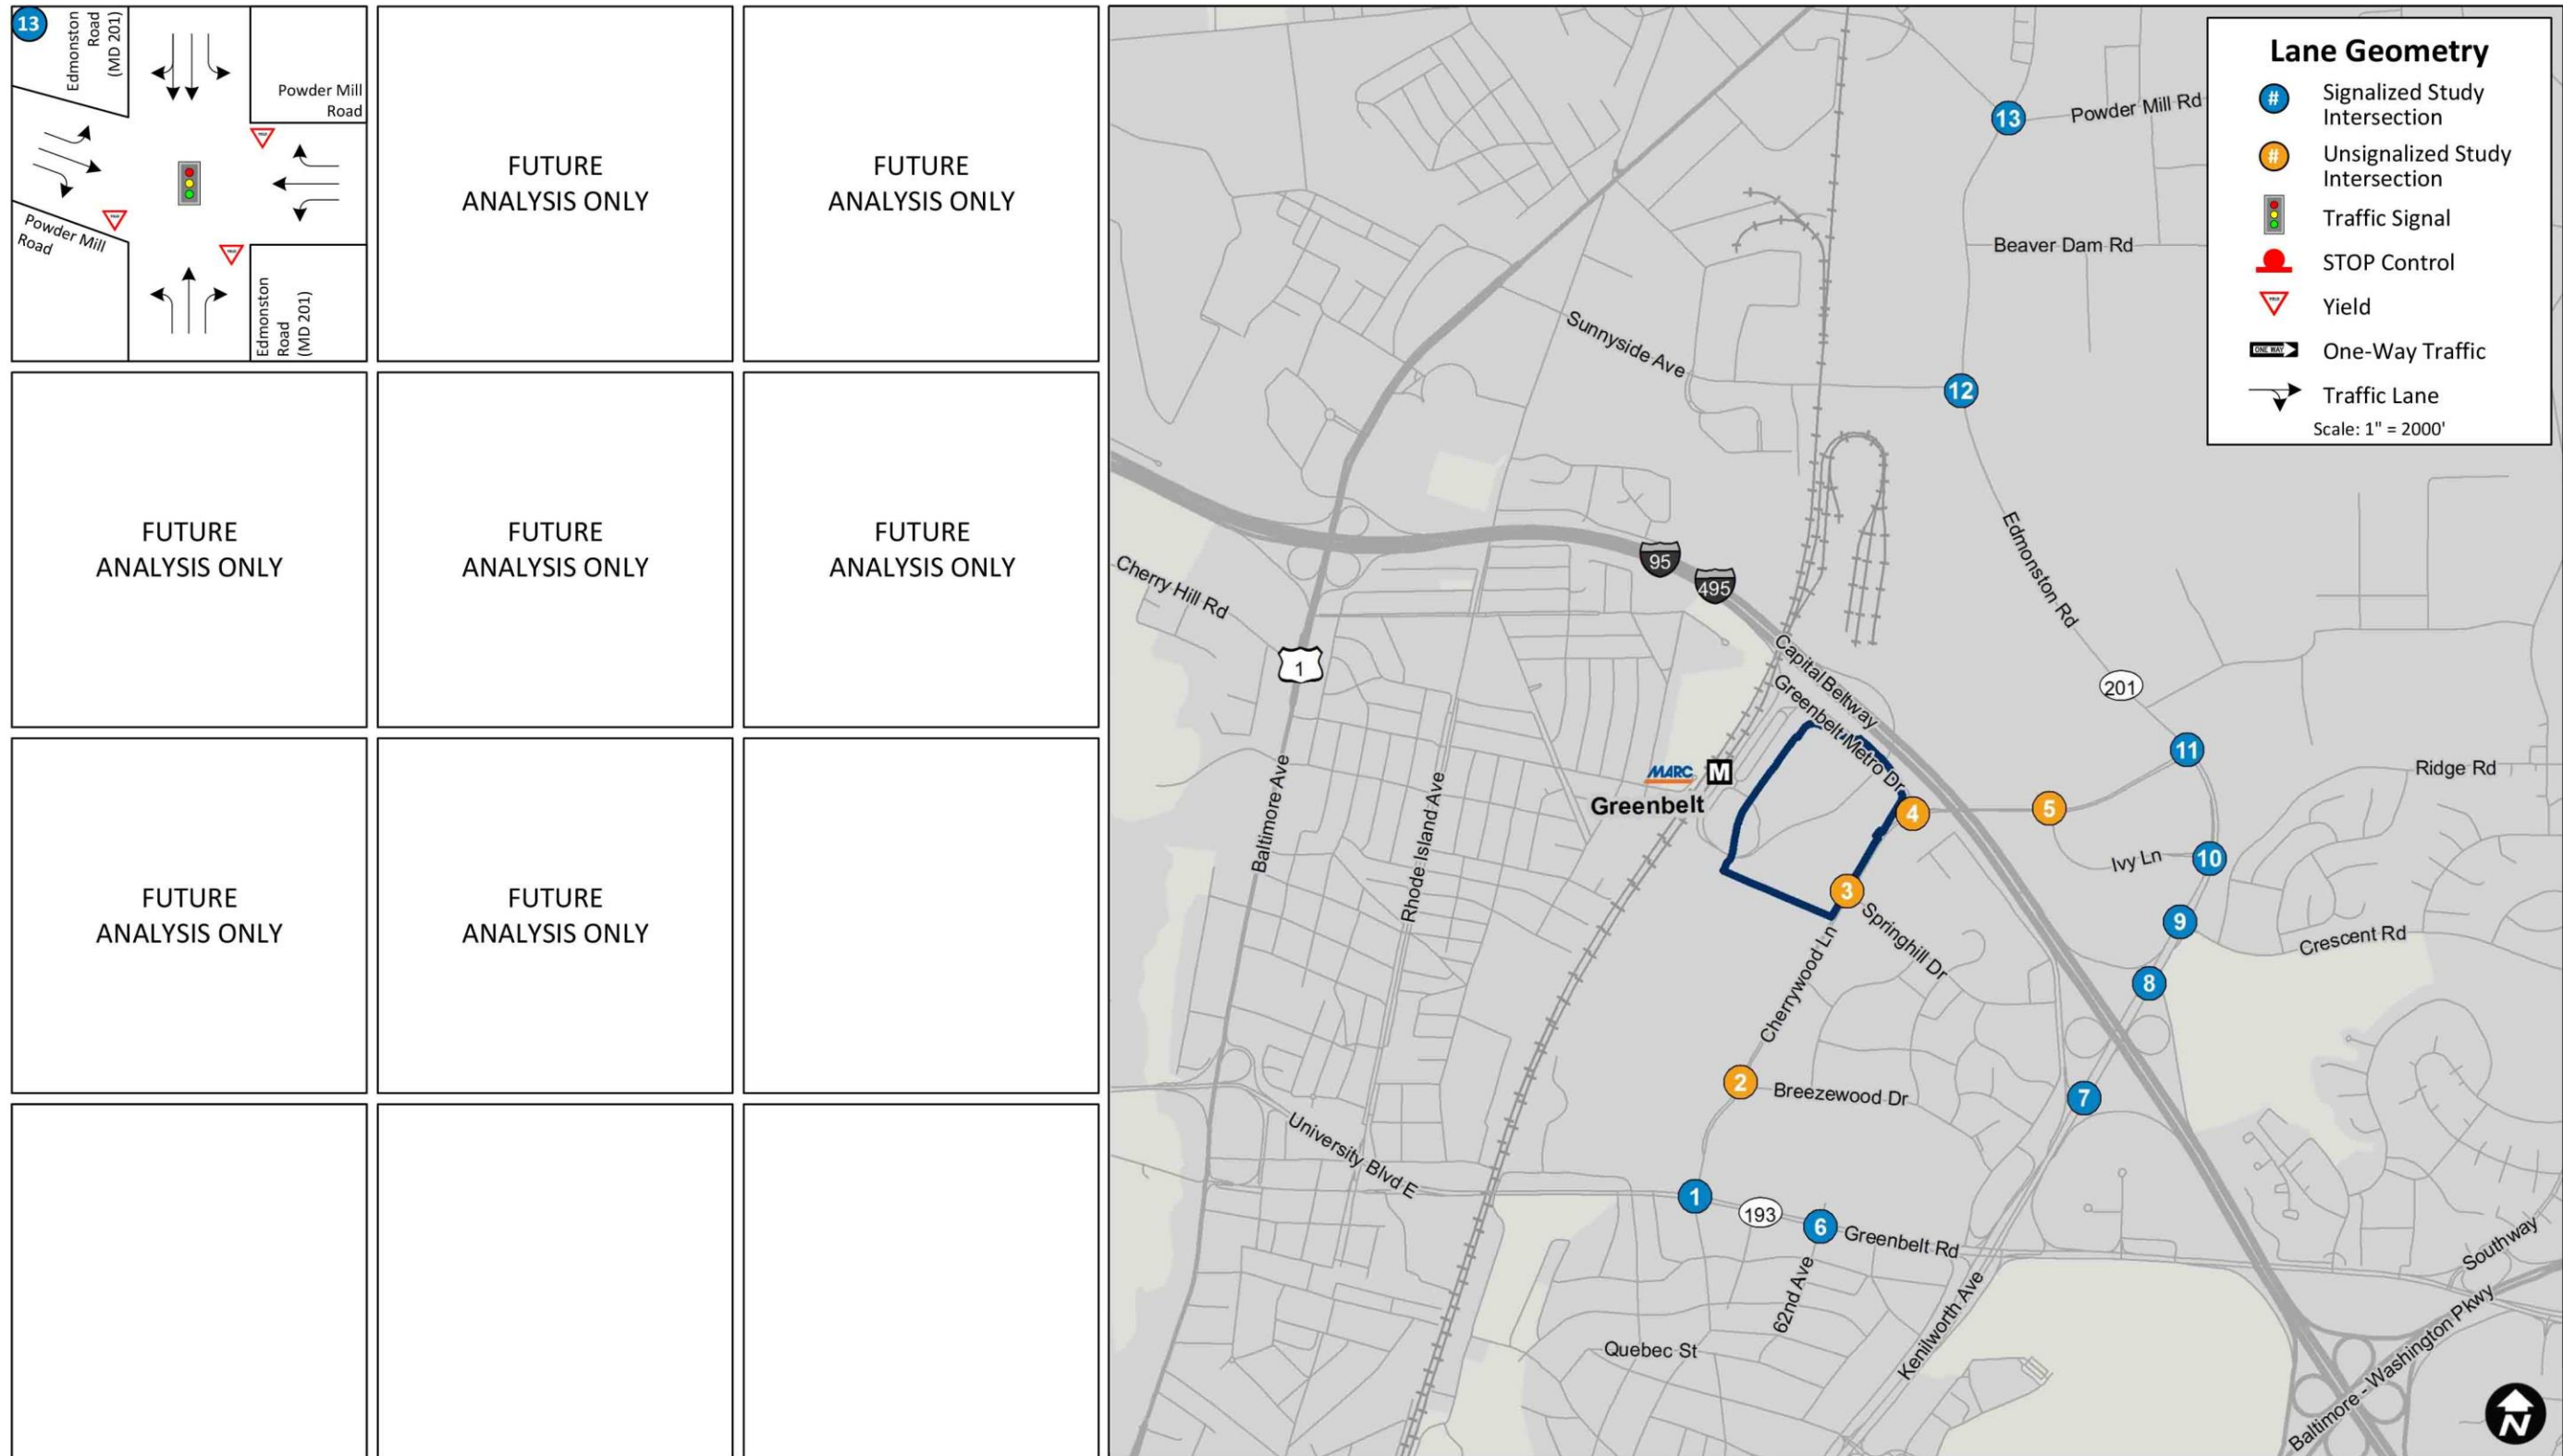 13
Edmonston
Road
(MD 201)
Powder Mill
Road
Powder Mill
Road
Edmonston
Road
(MD 201)
FUTURE
ANALYSIS ONLY
FUTURE
ANALYSIS ONLY
FUTURE
ANALYSIS ONLY
FUTURE
ANALYSIS ONLY
FUTURE
ANALYSIS ONLY
FUTURE
ANALYSIS ONLY
FUTURE
ANALYSIS ONLY
Lane Geometry
# Signalized Study
Intersection
# Unsignalized Study
Intersection
Traffic Signal
STOP Control
Yield
ONE WAY One-Way Traffic
Traffic Lane
Scale: 1" = 2000'
13
Powder Mill Rd
Beaver Dam Rd
Sunnyside Ave
12
Edmonston Rd
95
495
Cherry Hill Rd
1
Capital Beltway
Greenbelt Metro Dr
201
11
Ridge Rd
MARC M
Greenbelt
4
5
Ivy Ln
10
Baltimore Ave
Rhode Island Ave
3
Springhill Dr
9
Crescent Rd
8
Cherrywood Ln
2
Breezewood Dr
7
University Blvd E
1
193
6
Greenbelt Rd
62nd Ave
Kenilworth Ave
Quebec St
Southway
Baltimore - Washington Pkwy
N